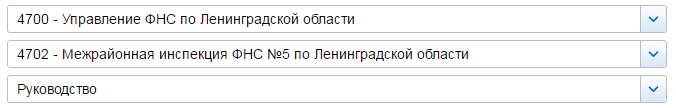 4700 - Управление ФНС по Ленинградской области
4702 - Межрайонная инспекция ФНС №5 по Ленинградской области
Руководство